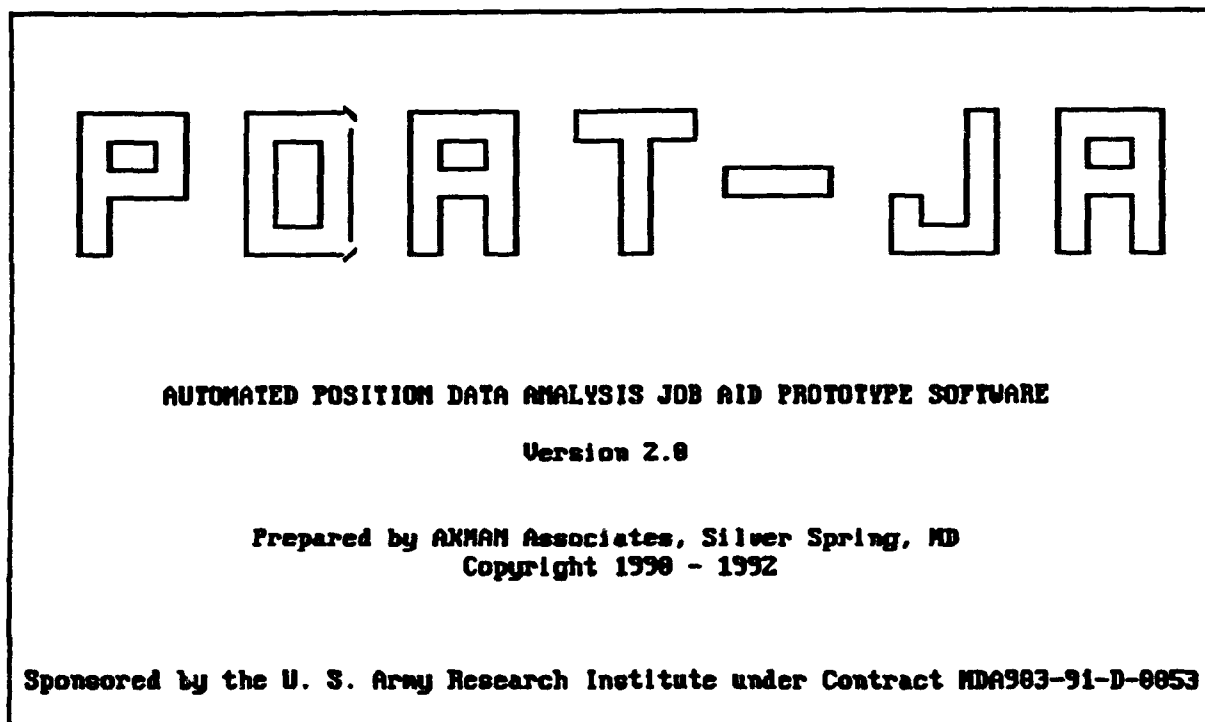 PDAT-JA
AUTOMATED POSITION DATA ANALYSIS JOB AID PROTOTYPE SOFTWARE
Version 2.0
Prepared by AXMAN Associates, Silver Spring, MD
Copyright 1990 - 1992
Sponsored by the U. S. Army Research Institute under Contract MDA903-91-D-0053